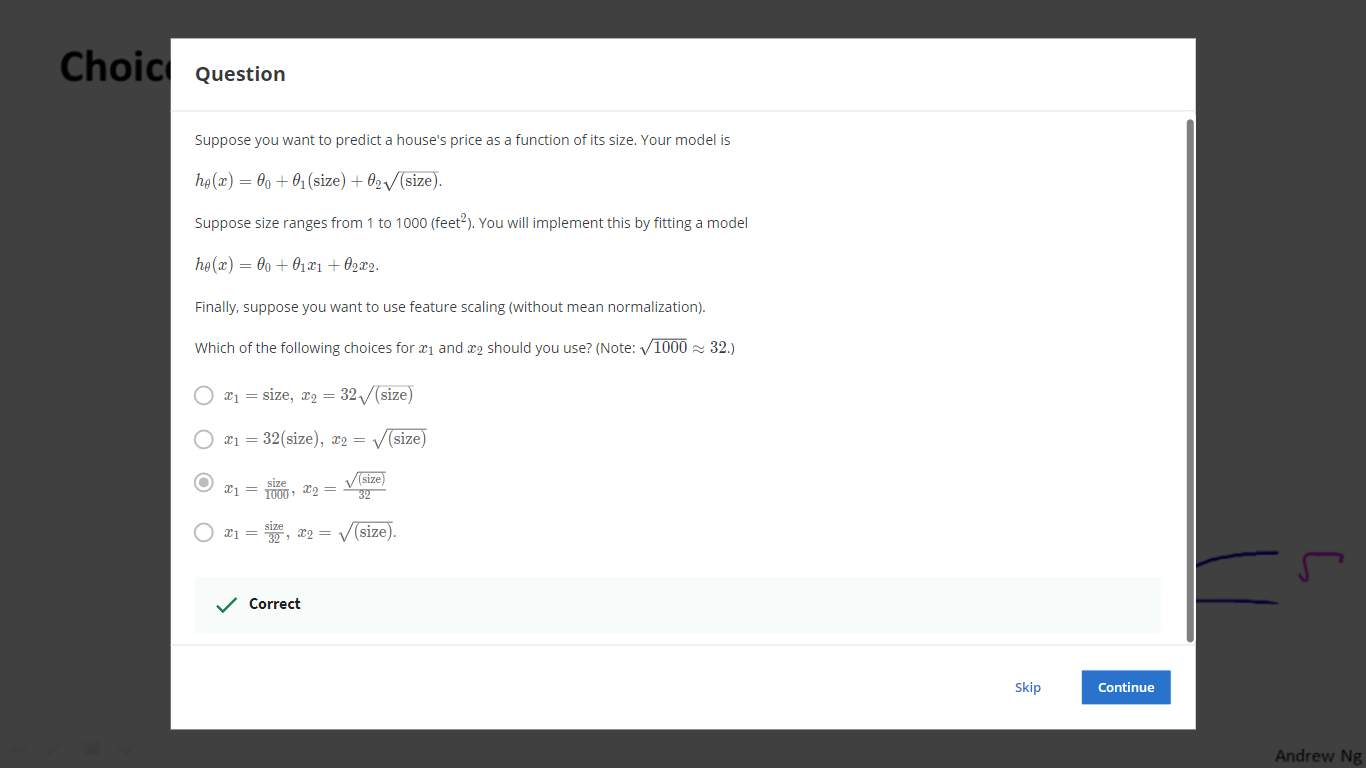 Choic
Question
Suppose you want to predict a house's price as a function of its size. Your model is
hθ(x) = θ0 + θ1(size) + θ2√(size).
Suppose size ranges from 1 to 1000 (feet²). You will implement this by fitting a model
hθ(x) = θ0 + θ1x1 + θ2x2.
Finally, suppose you want to use feature scaling (without mean normalization).
Which of the following choices for x1 and x2 should you use? (Note: √1000 ≈ 32.)
x1 = size, x2 = 32√(size)
x1 = 32(size), x2 = √(size)
x1 = size/1000, x2 = √(size)/32
x1 = size/32, x2 = √(size).
Correct
Skip
Continue
Andrew Ng